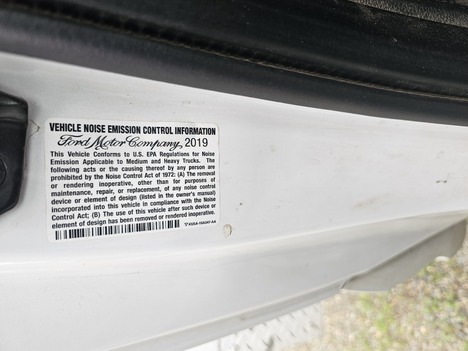 VEHICLE NOISE EMISSION CONTROL INFORMATION
Ford Motor Company, 2019
This Vehicle Conforms to U.S. EPA Regulations for Noise
Emission Applicable to Medium and Heavy Trucks. The
following acts or the causing thereof by any person are
prohibited by the Noise Control Act of 1972; (A) The removal
or rendering inoperative, other than for purposes of
maintenance, repair, or replacement, of any noise control
device or element of design (listed in the owner's manual)
incorporated into this vehicle in compliance with the Noise
Control Act; (B) The use of this vehicle after such device or
element of design has been removed or rendered inoperative.